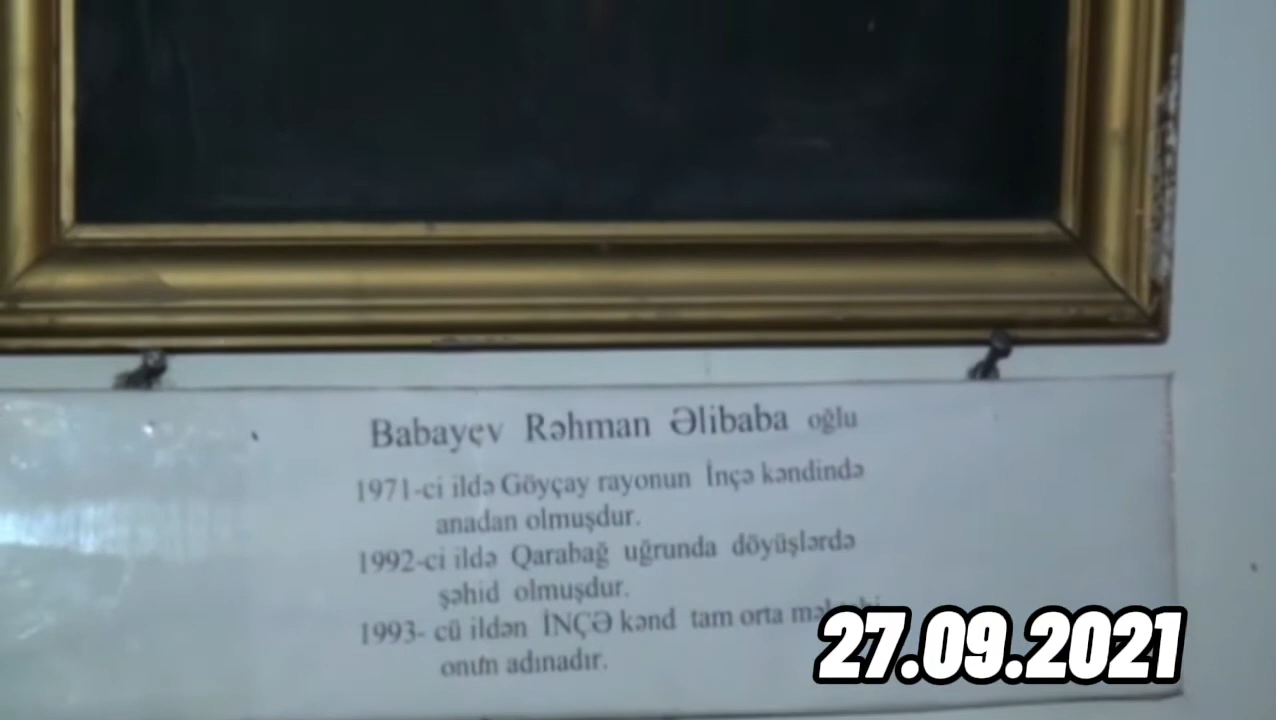 Babayev Rəhman Əlibaba oğlu
1971-ci ildə Göyçay rayonun İnçə kəndində
anadan olmuşdur.
1992-ci ildə Qarabağ uğrunda döyüşlərdə
şəhid olmuşdur.
1993- cü ildən İNÇƏ kənd tam orta
onun adınadır.
27.09.2021